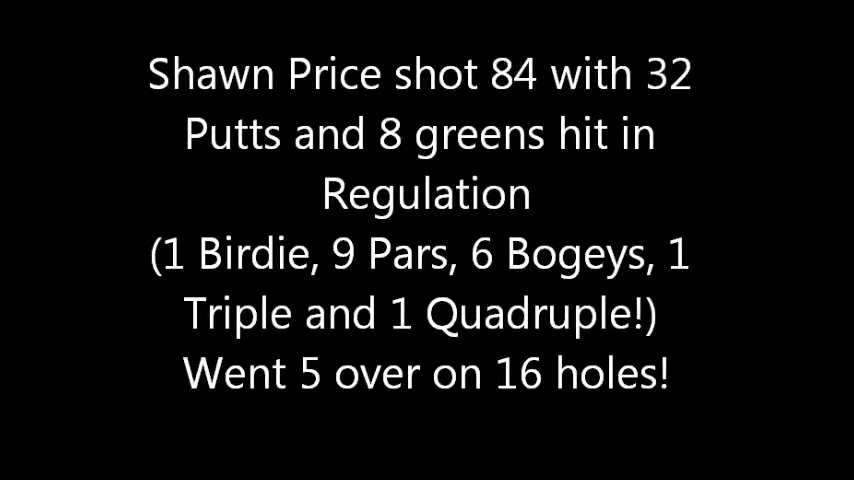 Shawn Price shot 84 with 32
Putts and 8 greens hit in
Regulation
(1 Birdie, 9 Pars, 6 Bogeys, 1
Triple and 1 Quadruple!)
Went 5 over on 16 holes!